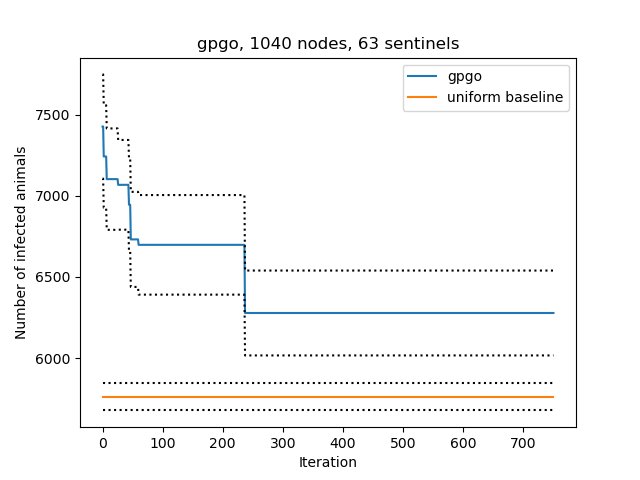 gpgo, 1040 nodes, 63 sentinels
gpgo
uniform baseline
Number of infected animals
7500
7000
6500
6000
0 100 200 300 400 500 600 700
Iteration